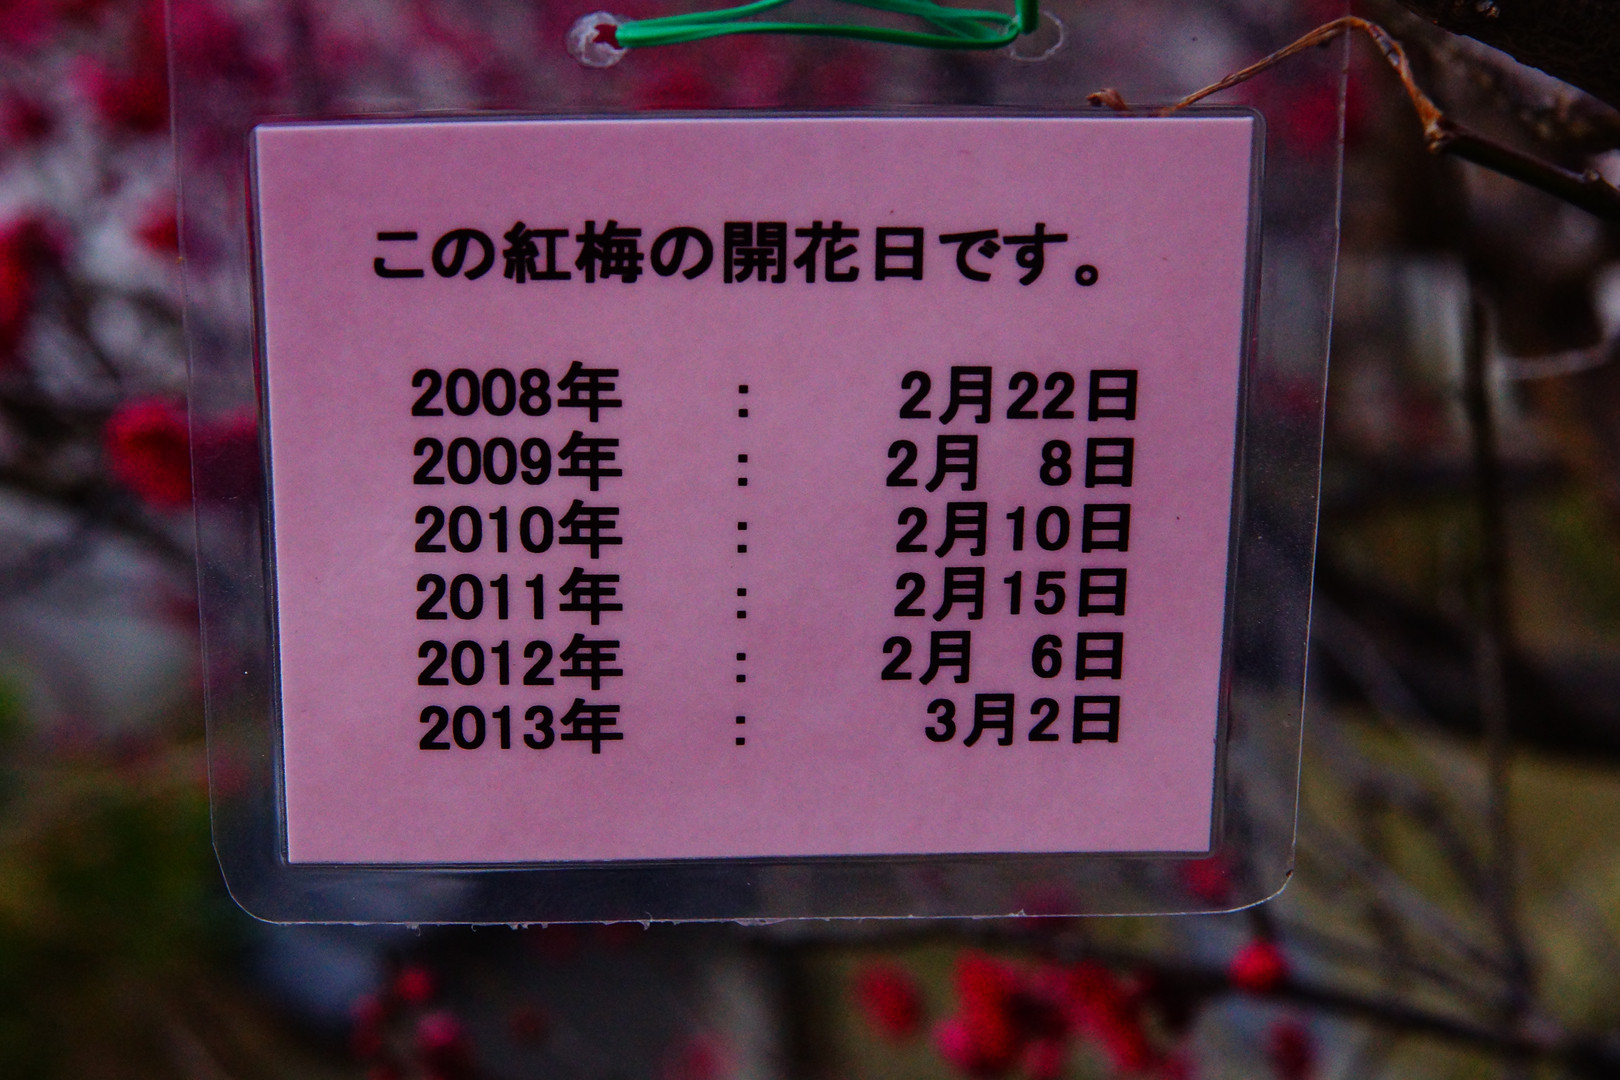 この紅梅の開花日です。
2008年 : 2月22日
2009年 : 2月 8日
2010年 : 2月10日
2011年 : 2月15日
2012年 : 2月 6日
2013年 : 3月2日